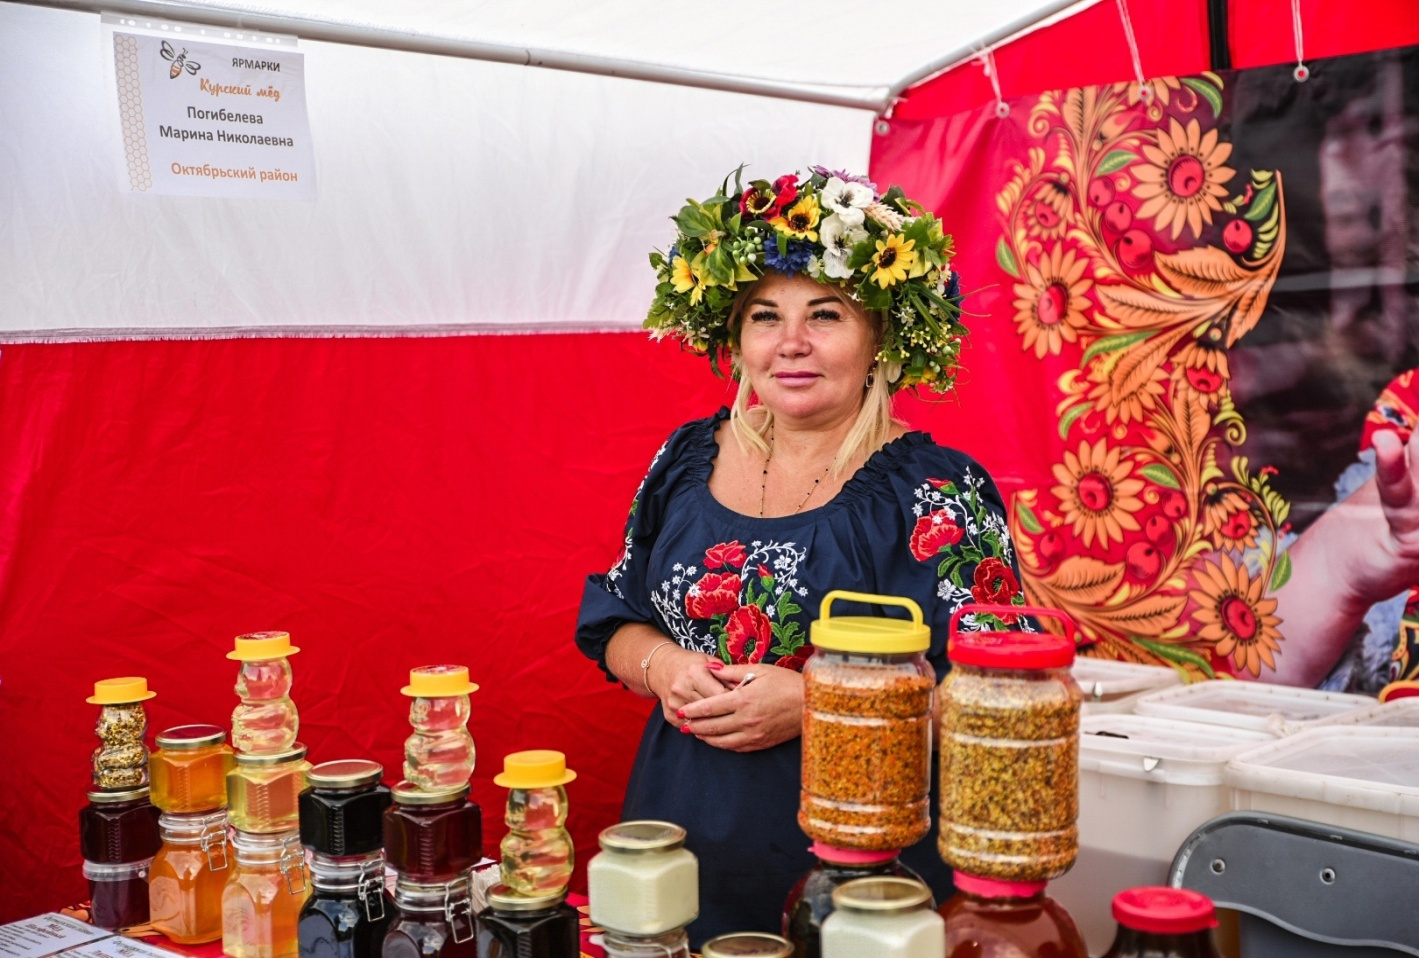 ЯРМАРКИ
Курский мёд
Погибелева
Марина Николаевна
Октябрьский район